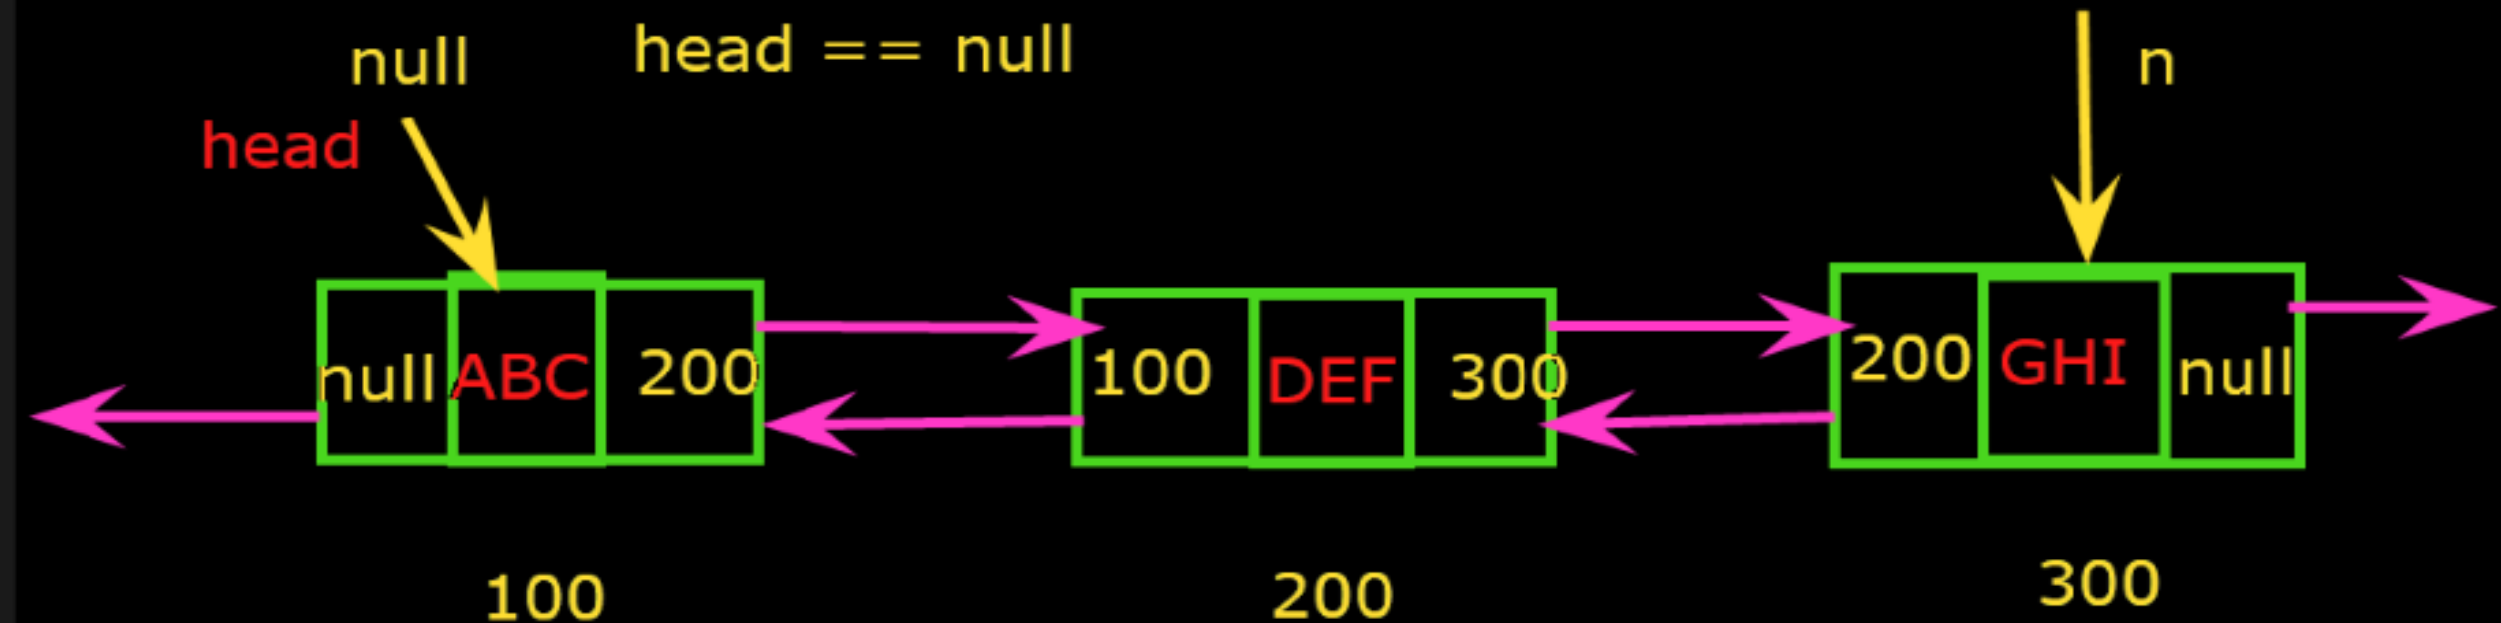 null head == null
n
head
null ABC 200
100 DEF 300
200 GHI null
100 200 300